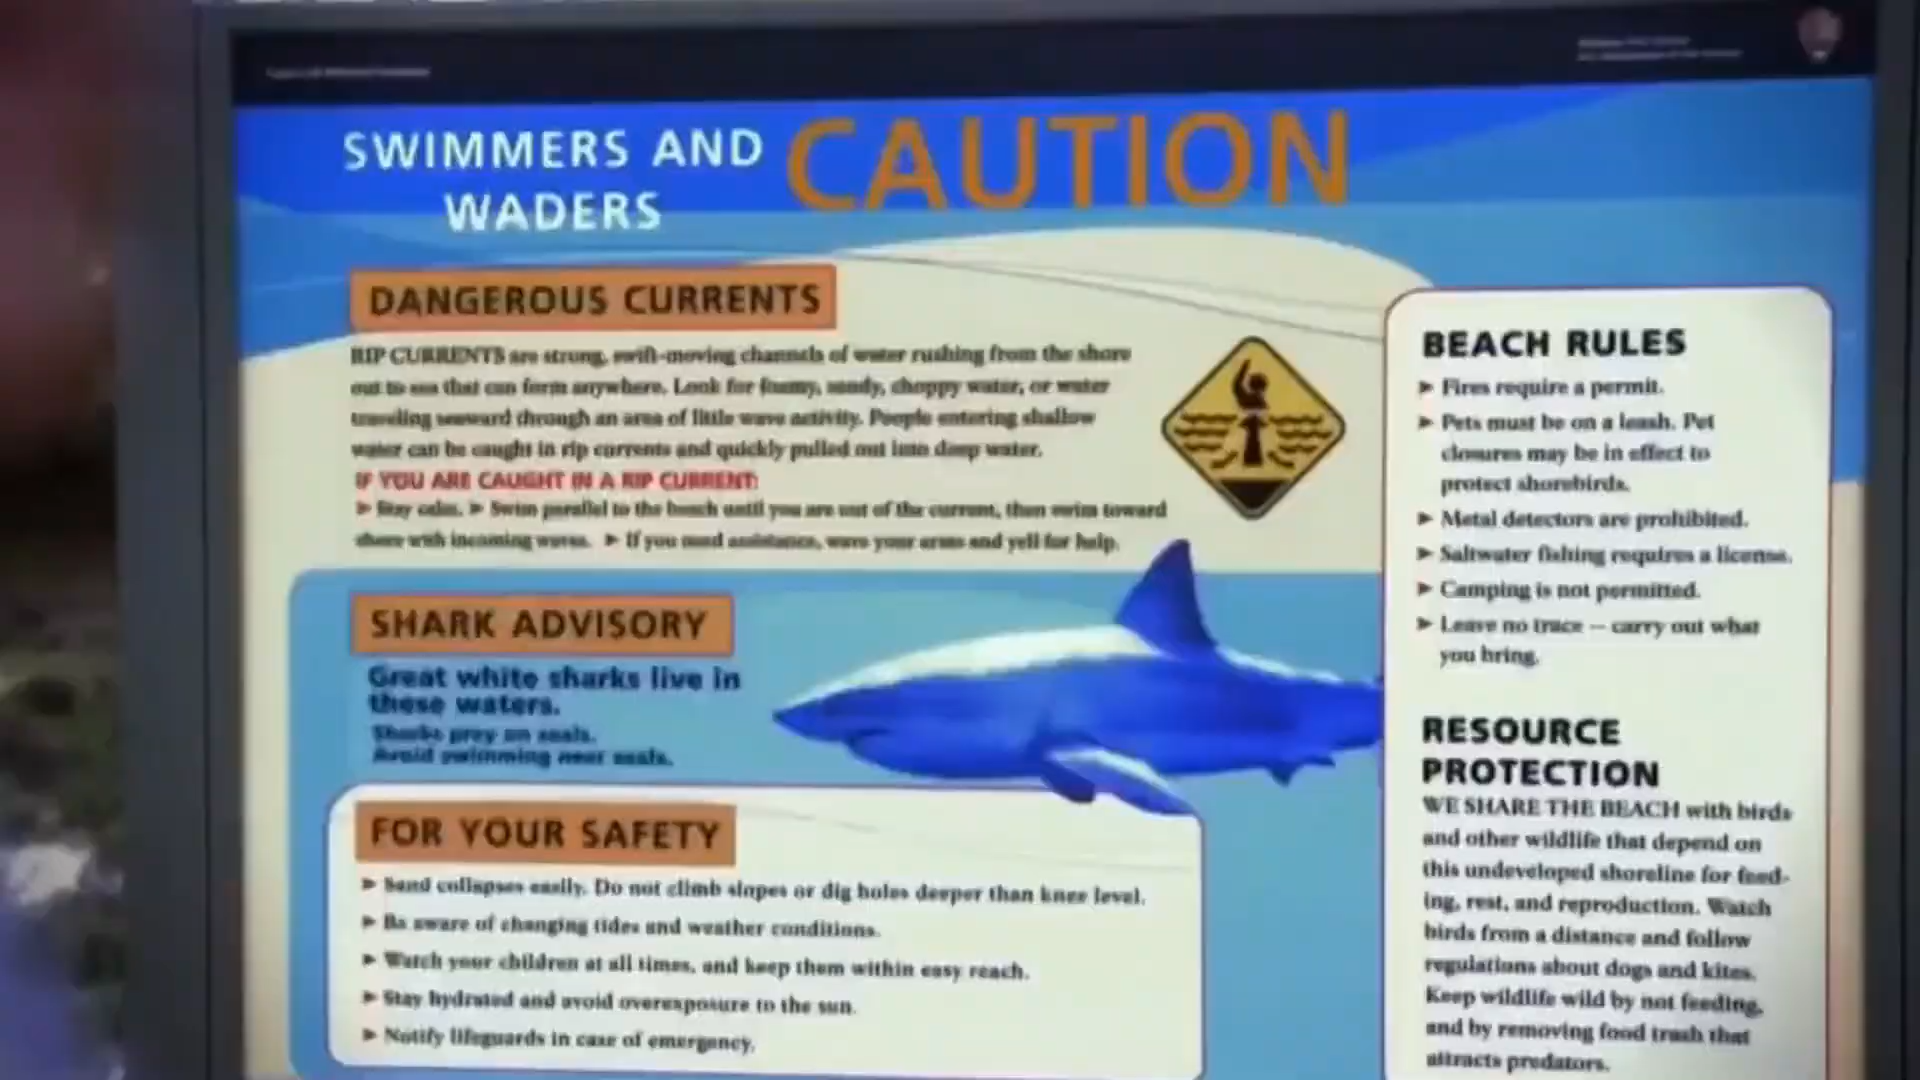 SWIMMERS AND
WADERS
CAUTION
DANGEROUS CURRENTS
RIP CURRENTS are strong, swift-moving channels of water rushing from the shore
out to sea that can form anywhere. Look for foamy, sandy, choppy water, or water
traveling seaward through an area of little wave activity. People entering shallow
water can be caught in rip currents and quickly pulled out into deep water.
IF YOU ARE CAUGHT IN A RIP CURRENT:
► Stay calm. ► Swim parallel to the beach until you are out of the current, then swim toward
shore with incoming waves. ► If you need assistance, wave your arms and yell for help.
SHARK ADVISORY
Great white sharks live in
these waters.
Sharks prey on seals.
Avoid swimming near seals.
FOR YOUR SAFETY
► Sand collapses easily. Do not climb slopes or dig holes deeper than knee level.
► Be aware of changing tides and weather conditions.
► Watch your children at all times, and keep them within easy reach.
► Stay hydrated and avoid overexposure to the sun.
► Notify lifeguards in case of emergency.
BEACH RULES
► Fires require a permit.
► Pets must be on a leash. Pet
closures may be in effect to
protect shorebirds.
► Metal detectors are prohibited.
► Saltwater fishing requires a license.
► Camping is not permitted.
► Leave no trace – carry out what
you bring.
RESOURCE
PROTECTION
WE SHARE THE BEACH with birds
and other wildlife that depend on
this undeveloped shoreline for feed-
ing, rest, and reproduction. Watch
birds from a distance and follow
regulations about dogs and kites.
Keep wildlife wild by not feeding,
and by removing food trash that
attracts predators.